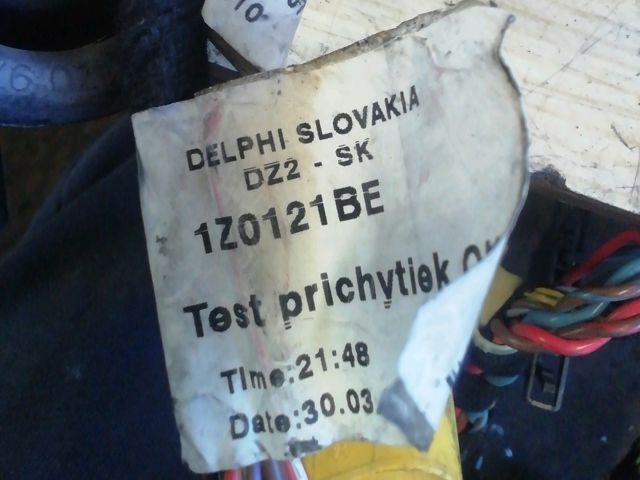 DELPHI SLOVAKIA
DZ2 - SK
1Z0121BE
Test prichytiek
Time:21:48
Date:30.03